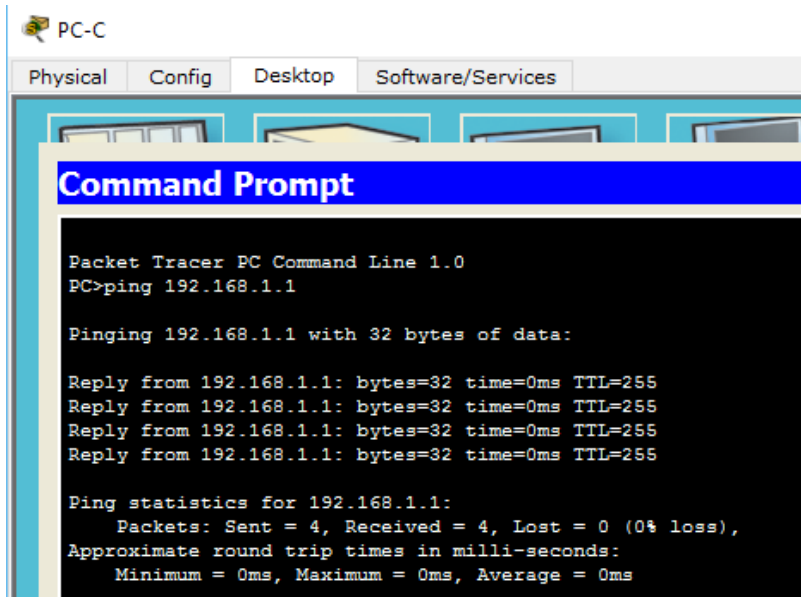 PC-C
Physical Config Desktop Software/Services
Command Prompt
Packet Tracer PC Command Line 1.0
PC>ping 192.168.1.1
Pinging 192.168.1.1 with 32 bytes of data:
Reply from 192.168.1.1: bytes=32 time=0ms TTL=255
Reply from 192.168.1.1: bytes=32 time=0ms TTL=255
Reply from 192.168.1.1: bytes=32 time=0ms TTL=255
Reply from 192.168.1.1: bytes=32 time=0ms TTL=255
Ping statistics for 192.168.1.1:
Packets: Sent = 4, Received = 4, Lost = 0 (0% loss),
Approximate round trip times in milli-seconds:
Minimum = 0ms, Maximum = 0ms, Average = 0ms